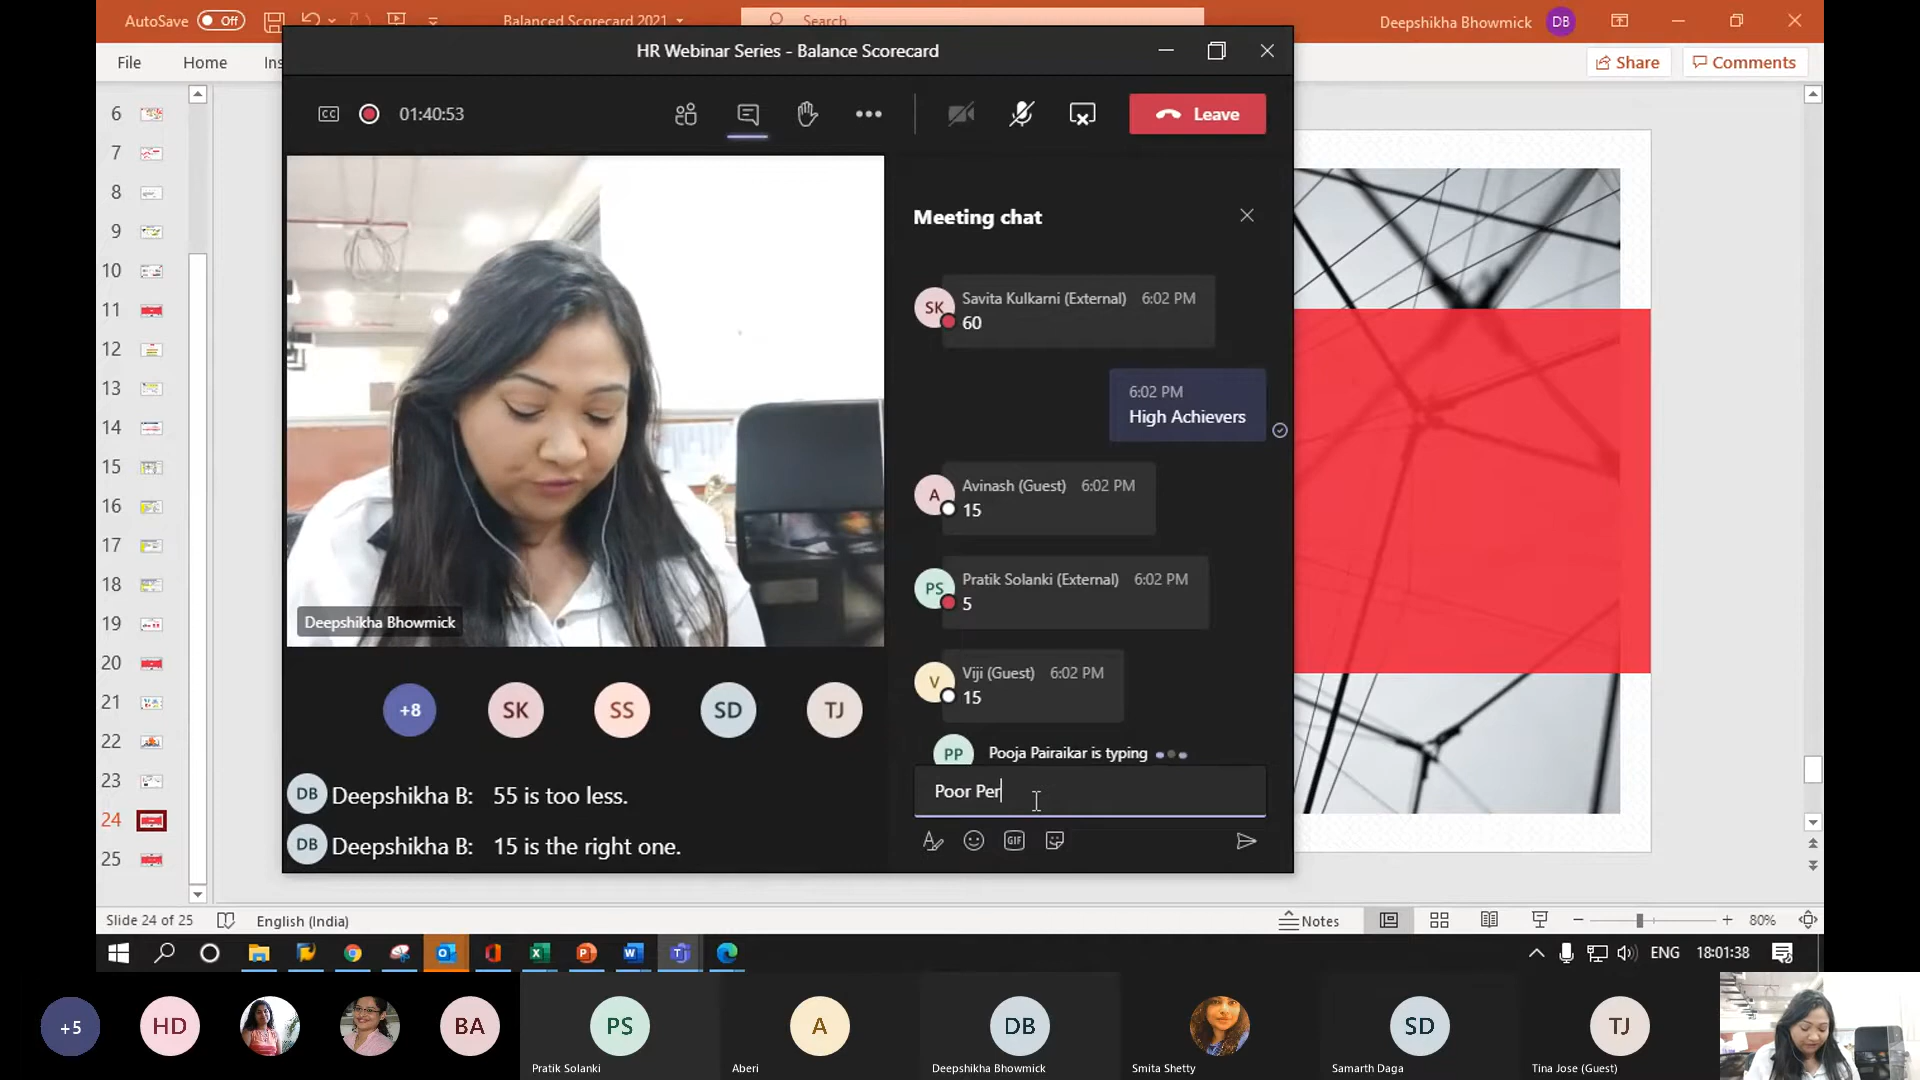 AutoSave Off
Balanced Scorecard 2021
Search
Deepshikha Bhowmick DB
File Home Ins
Share
Comments
HR Webinar Series - Balance Scorecard
CC 01:40:53
Leave
6
7
8
9
10
11
12
13
14
15
16
17
18
19
20
21
22
23
24
25
Deepshikha Bhowmick
+8 SK SS SD TJ
DB Deepshikha B: 55 is too less.
DB Deepshikha B: 15 is the right one.
Meeting chat
SK
Savita Kulkarni (External) 6:02 PM
60
6:02 PM
High Achievers
A
Avinash (Guest) 6:02 PM
15
PS
Pratik Solanki (External) 6:02 PM
5
V
Viji (Guest) 6:02 PM
15
PP Pooja Pairaikar is typing
Poor Per
GIF
Slide 24 of 25 English (India) Notes 80%
ENG 18:01:38
+5 HD BA PS A DB SD TJ
Pratik Solanki Aberi Deepshikha Bhowmick Smita Shetty Samarth Daga Tina Jose (Guest)